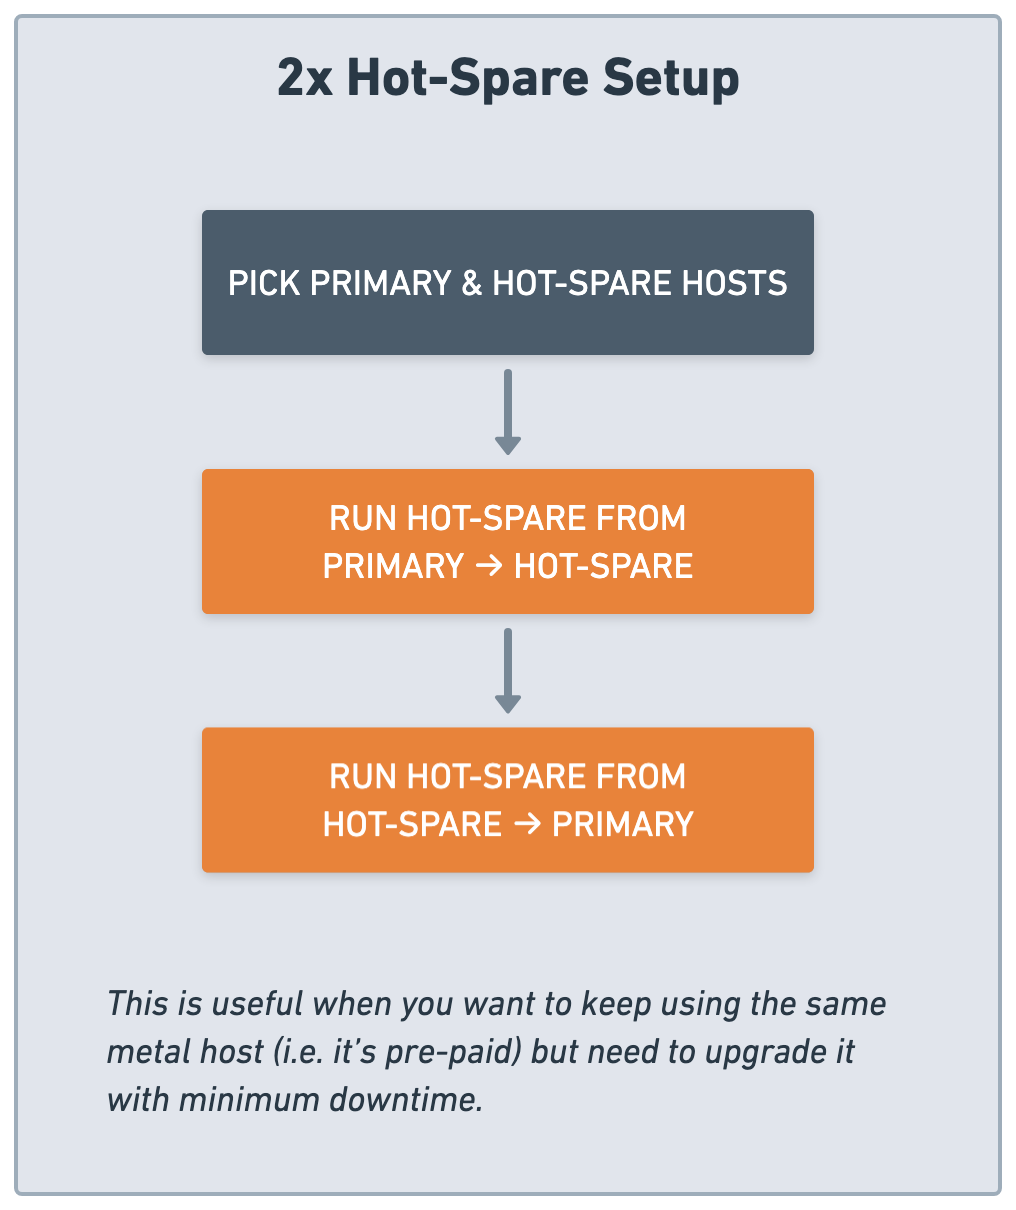 2x Hot-Spare Setup
PICK PRIMARY & HOT-SPARE HOSTS
RUN HOT-SPARE FROM
PRIMARY → HOT-SPARE
RUN HOT-SPARE FROM
HOT-SPARE → PRIMARY
This is useful when you want to keep using the same
metal host (i.e. it's pre-paid) but need to upgrade it
with minimum downtime.